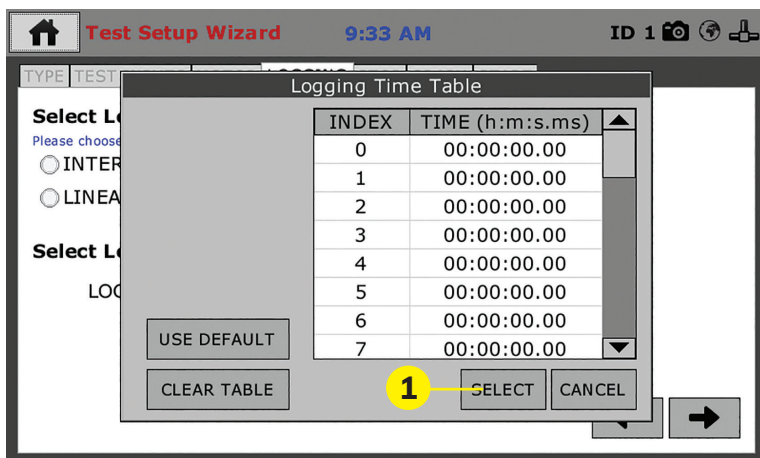 Test Setup Wizard 9:33 AM ID 1
TYPE TEST
Logging Time Table
Select
Please choose
INDEX TIME (h:m:s.ms)
0 00:00:00.00
1 00:00:00.00
2 00:00:00.00
3 00:00:00.00
4 00:00:00.00
5 00:00:00.00
6 00:00:00.00
7 00:00:00.00
INTER
LINEA
Select
LOG
USE DEFAULT
CLEAR TABLE
1
SELECT
CANCEL